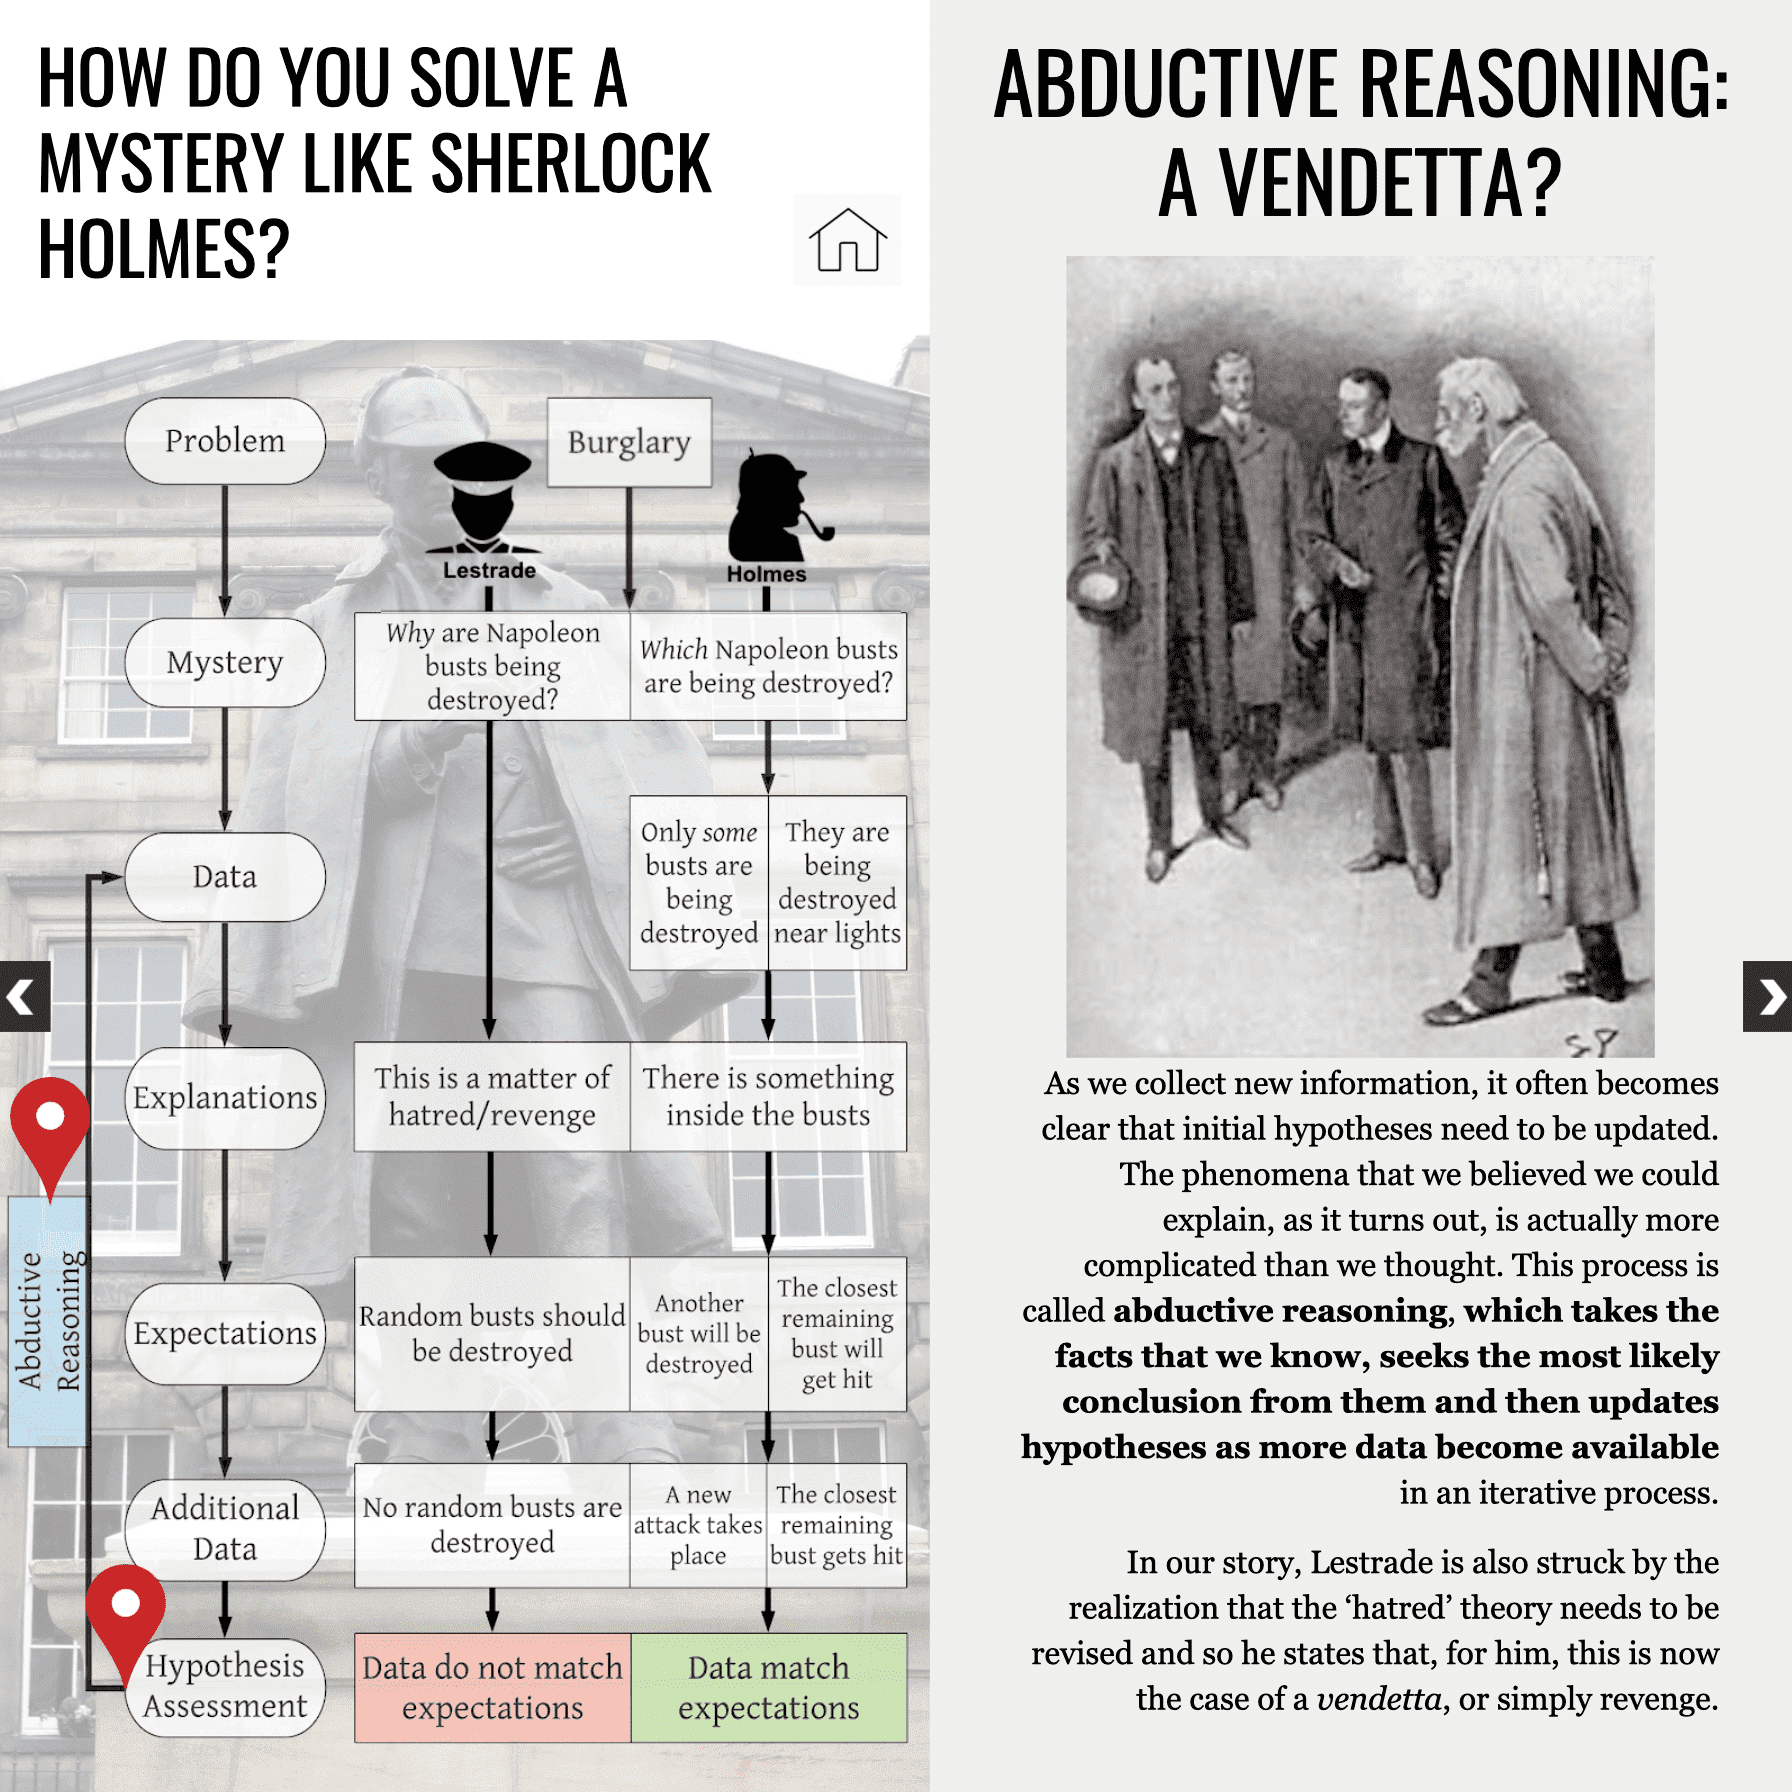 HOW DO YOU SOLVE A
MYSTERY LIKE SHERLOCK
HOLMES?
Problem
Burglary
Lestrade
Holmes
Mystery
Why are Napoleon
busts being
destroyed?
Which Napoleon busts
are being destroyed?
Data
Only some
busts are
being
destroyed
They are
being
destroyed
near lights
Explanations
This is a matter of
hatred/revenge
There is something
inside the busts
Abductive
Reasoning
Expectations
Random busts should
be destroyed
Another
bust will be
destroyed
The closest
remaining
bust will
get hit
Additional
Data
No random busts are
destroyed
A new
attack takes
place
The closest
remaining
bust gets hit
Hypothesis
Assessment
Data do not match
expectations
Data match
expectations
ABDUCTIVE REASONING:
A VENDETTA?
SP
As we collect new information, it often becomes
clear that initial hypotheses need to be updated.
The phenomena that we believed we could
explain, as it turns out, is actually more
complicated than we thought. This process is
called abductive reasoning, which takes the
facts that we know, seeks the most likely
conclusion from them and then updates
hypotheses as more data become available
in an iterative process.
In our story, Lestrade is also struck by the
realization that the ‘hatred’ theory needs to be
revised and so he states that, for him, this is now
the case of a vendetta, or simply revenge.